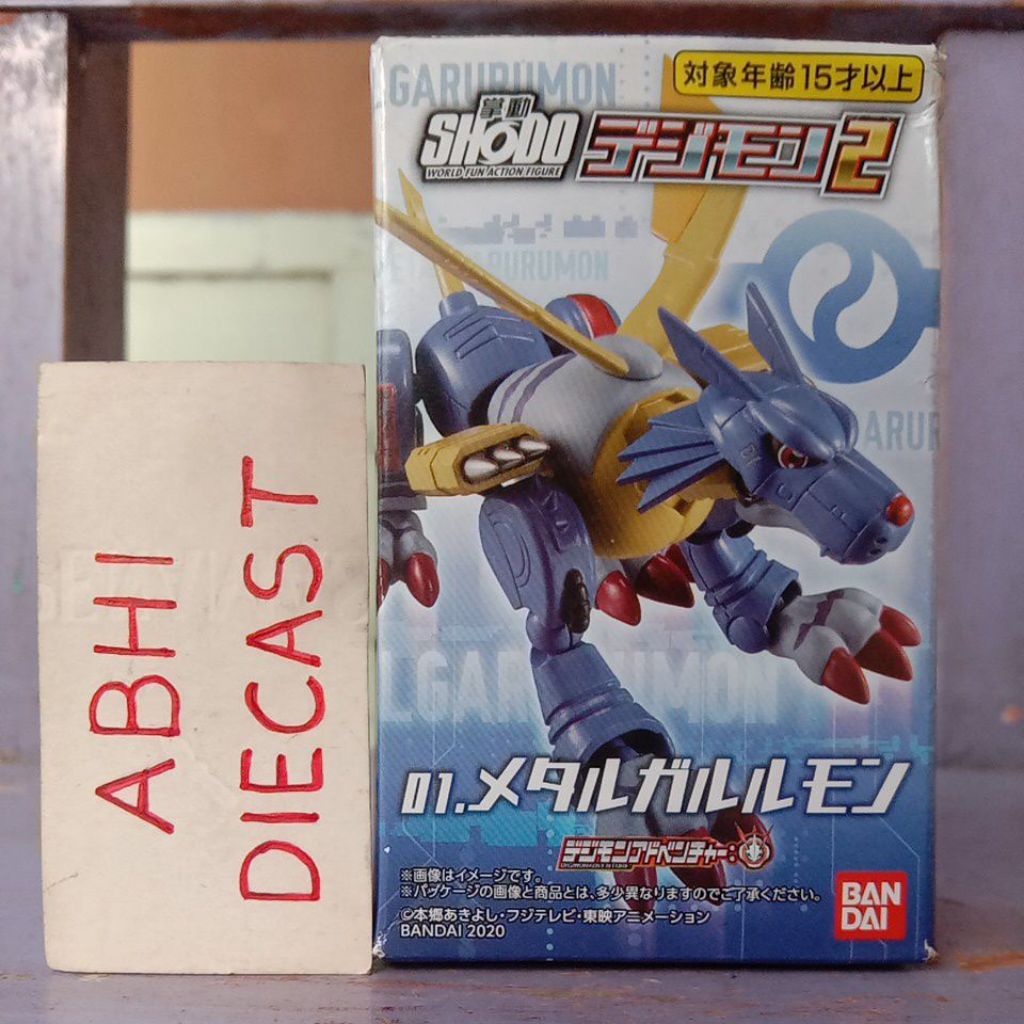 ABHI
DIECAST
GARURUMON
対象年齢15才以上
掌動
SHODO
WORLD FUN ACTION FIGURE
デジモン2
GARURUMON
GARURUMON
01.メタルガルルモン
デジモンアドベンチャー:
※画像はイメージです。
※パッケージの画像と商品とは、多少異なりますのでご了承ください。
©本郷あきよし・フジテレビ・東映アニメーション
BANDAI 2020
BAN
DAI